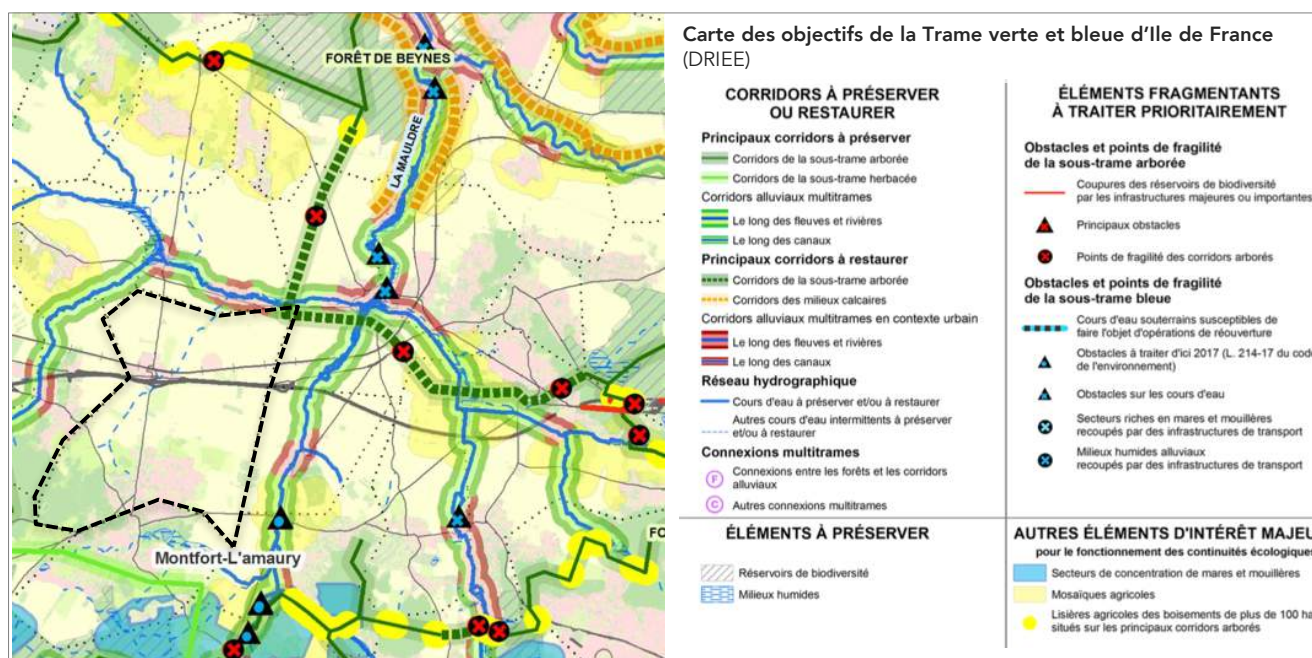 FORÊT DE BEYNES
LA MAULDRE
Montfort-L'amaury
FO
Carte des objectifs de la Trame verte et bleue d'Ile de France
(DRIEE)
CORRIDORS À PRÉSERVER
OU RESTAURER
Principaux corridors à préserver
Corridors de la sous-trame arborée
Corridors de la sous-trame herbacée
Corridors alluviaux multitrames
Le long des fleuves et rivières
Le long des canaux
Principaux corridors à restaurer
Corridors de la sous-trame arborée
Corridors des milieux calcaires
Corridors alluviaux multitrames en contexte urbain
Le long des fleuves et rivières
Le long des canaux
Réseau hydrographique
Cours d'eau à préserver et/ou à restaurer
Autres cours d'eau intermittents à préserver
et/ou à restaurer
Connexions multitrames
F
Connexions entre les forêts et les corridors
alluviaux
C
Autres connexions multitrames
ÉLÉMENTS FRAGMENTANTS
À TRAITER PRIORITAIREMENT
Obstacles et points de fragilité
de la sous-trame arborée
Coupures des réservoirs de biodiversité
par les infrastructures majeures ou importantes
Principaux obstacles
Points de fragilité des corridors arborés
Obstacles et points de fragilité
de la sous-trame bleue
Cours d'eau souterrains susceptibles de
faire l'objet d'opérations de réouverture
Obstacles à traiter d'ici 2017 (L. 214-17 du code
de l'environnement)
Obstacles sur les cours d'eau
Secteurs riches en mares et mouillères
recoupés par des infrastructures de transport
Milieux humides alluviaux
recoupés par des infrastructures de transport
ÉLÉMENTS À PRÉSERVER
Réservoirs de biodiversité
Milieux humides
AUTRES ÉLÉMENTS D'INTÉRÊT MAJEU
pour le fonctionnement des continuités écologiques
Secteurs de concentration de mares et mouillères
Mosaïques agricoles
Lisières agricoles des boisements de plus de 100 ha
situés sur les principaux corridors arborés